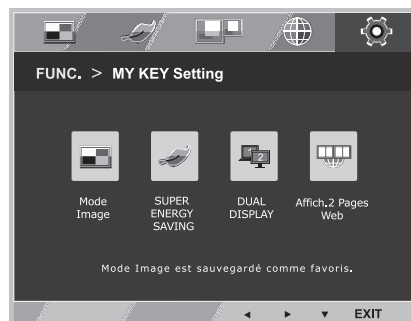 FUNC. > MY KEY Setting
2
Mode
Image
SUPER
ENERGY
SAVING
DUAL
DISPLAY
Affich.2 Pages
Web
Mode Image est sauvegardé comme favoris.
EXIT